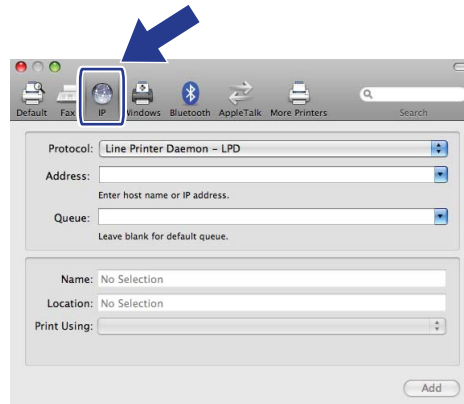 Default Fax IP Windows Bluetooth AppleTalk More Printers Search
Protocol: Line Printer Daemon – LPD
Address:
Enter host name or IP address.
Queue:
Leave blank for default queue.
Name: No Selection
Location: No Selection
Print Using:
Add